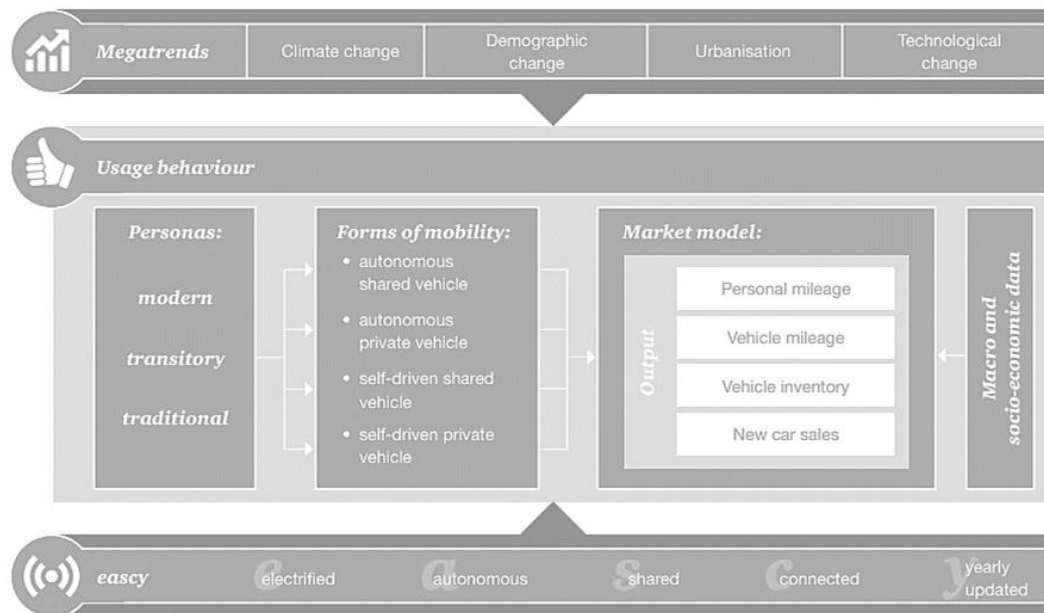 Megatrends
Climate change
Demographic
change
Urbanisation
Technological
change
Usage behaviour
Personas:
modern
transitory
traditional
Forms of mobility:
• autonomous
shared vehicle
• autonomous
private vehicle
• self-driven shared
vehicle
• self-driven private
vehicle
Market model:
Output
Personal mileage
Vehicle mileage
Vehicle inventory
New car sales
Macro and
socio-economic data
eascy
e electrified
a autonomous
s shared
c connected
y yearly
updated